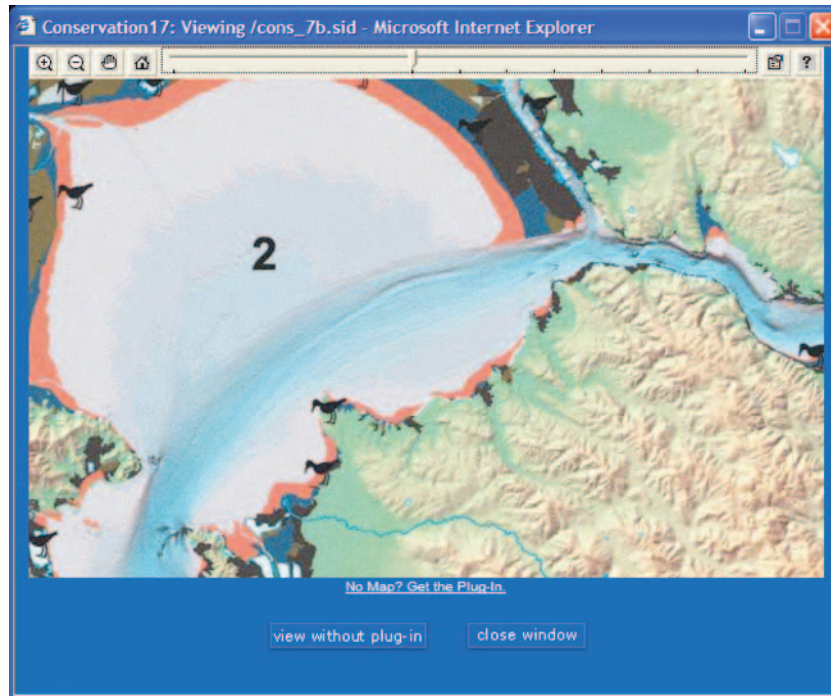 Conservation17: Viewing /cons_7b.sid - Microsoft Internet Explorer
?
2
No Map? Get the Plug-In.
view without plug-in
close window